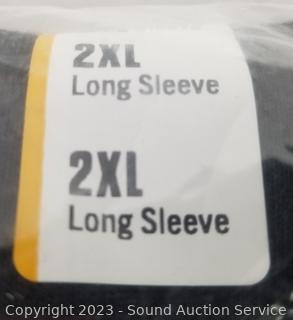 2XL
Long Sleeve
2XL
Long Sleeve
Copyright 2023 - Sound Auction Service